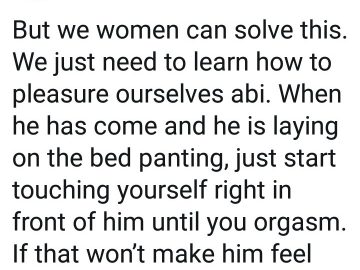 But we women can solve this.
We just need to learn how to
pleasure ourselves abi. When
he has come and he is laying
on the bed panting, just start
touching yourself right in
front of him until you orgasm.
If that won't make him feel